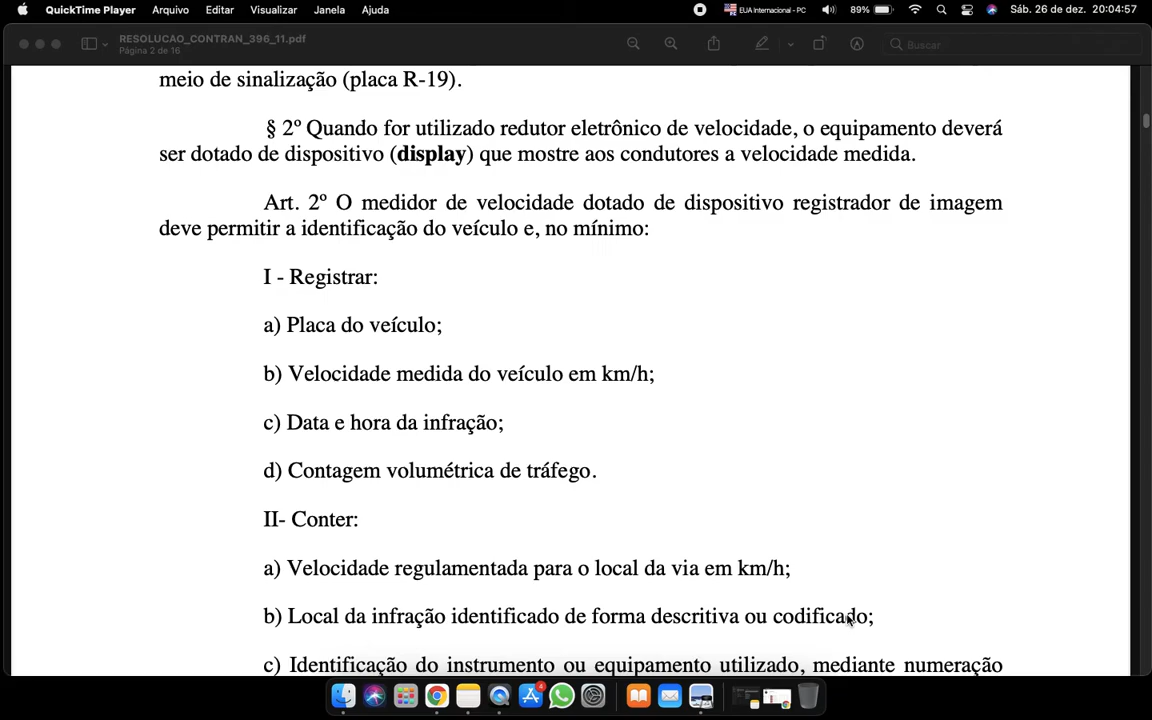 QuickTime Player Arquivo Editar Visualizar Janela Ajuda EUA Internacional - PC 89% Sáb. 26 de dez. 20:04:57
RESOLUCAO_CONTRAN_396_11.pdf
Página 2 de 16
Buscar
meio de sinalização (placa R-19).
§ 2º Quando for utilizado redutor eletrônico de velocidade, o equipamento deverá
ser dotado de dispositivo (display) que mostre aos condutores a velocidade medida.
Art. 2º O medidor de velocidade dotado de dispositivo registrador de imagem
deve permitir a identificação do veículo e, no mínimo:
I - Registrar:
a) Placa do veículo;
b) Velocidade medida do veículo em km/h;
c) Data e hora da infração;
d) Contagem volumétrica de tráfego.
II- Conter:
a) Velocidade regulamentada para o local da via em km/h;
b) Local da infração identificado de forma descritiva ou codificado;
c) Identificação do instrumento ou equipamento utilizado, mediante numeração
4